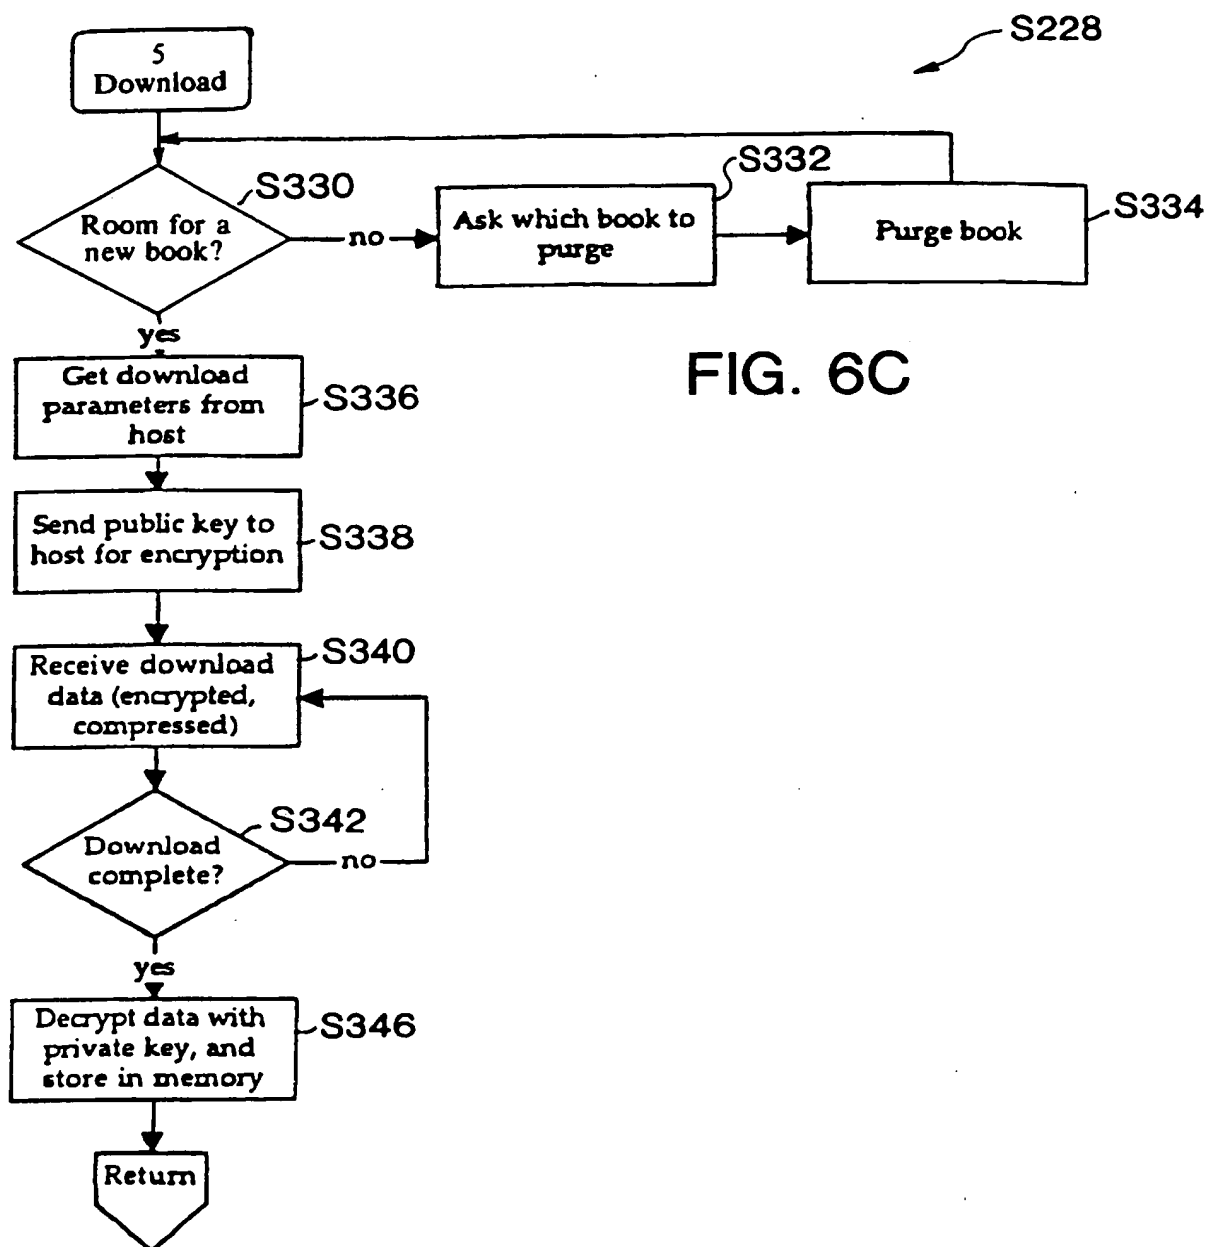 S228
5
Download
S330
Room for a
new book?
no
S332
Ask which book to
purge
S334
Purge book
yes
FIG. 6C
Get download
parameters from
host
S336
Send public key to
host for encryption
S338
S340
Receive download
data (encrypted,
compressed)
S342
Download
complete?
no
yes
Decrypt data with
private key, and
store in memory
S346
Return